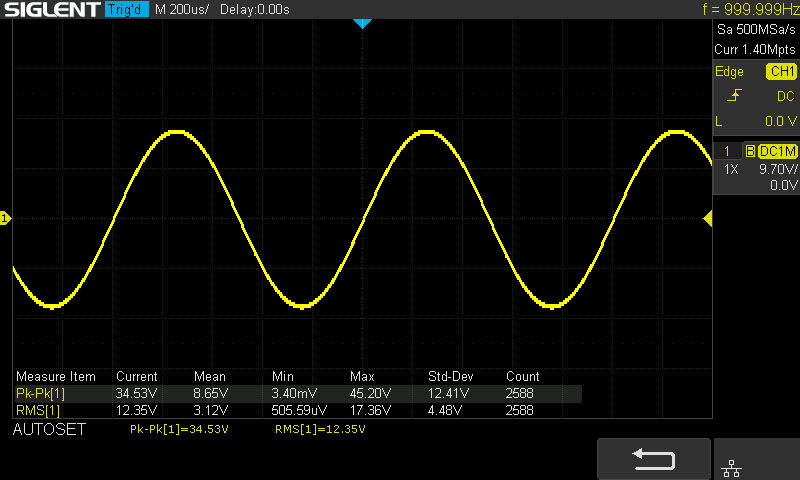 SIGLENT Trig'd M 200us/ Delay:0.00s f = 999.999Hz
Sa 500MSa/s
Curr 1.40Mpts
Edge CH1
DC
L 0.0 V
1 B DC1M
1X 9.70V/
0.0V
1
Measure Item Current Mean Min Max Std-Dev Count
Pk-Pk[1] 34.53V 8.65V 3.40mV 45.20V 12.41V 2588
RMS[1] 12.35V 3.12V 505.59uV 17.36V 4.48V 2588
AUTOSET Pk-Pk[1]=34.53V RMS[1]=12.35V